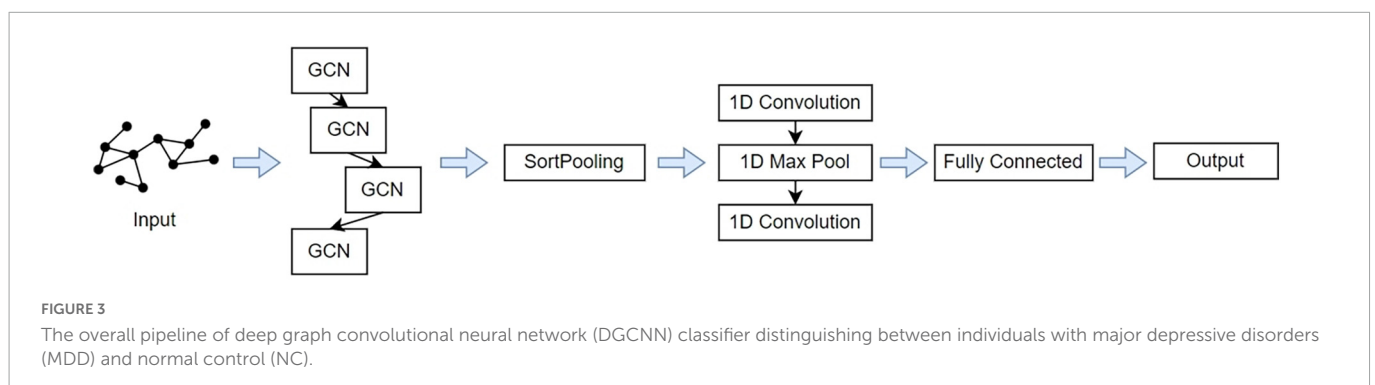 GCN
GCN
GCN
GCN
Input
SortPooling
1D Convolution
1D Max Pool
1D Convolution
Fully Connected
Output
FIGURE 3
The overall pipeline of deep graph convolutional neural network (DGCNN) classifier distinguishing between individuals with major depressive disorders
(MDD) and normal control (NC).